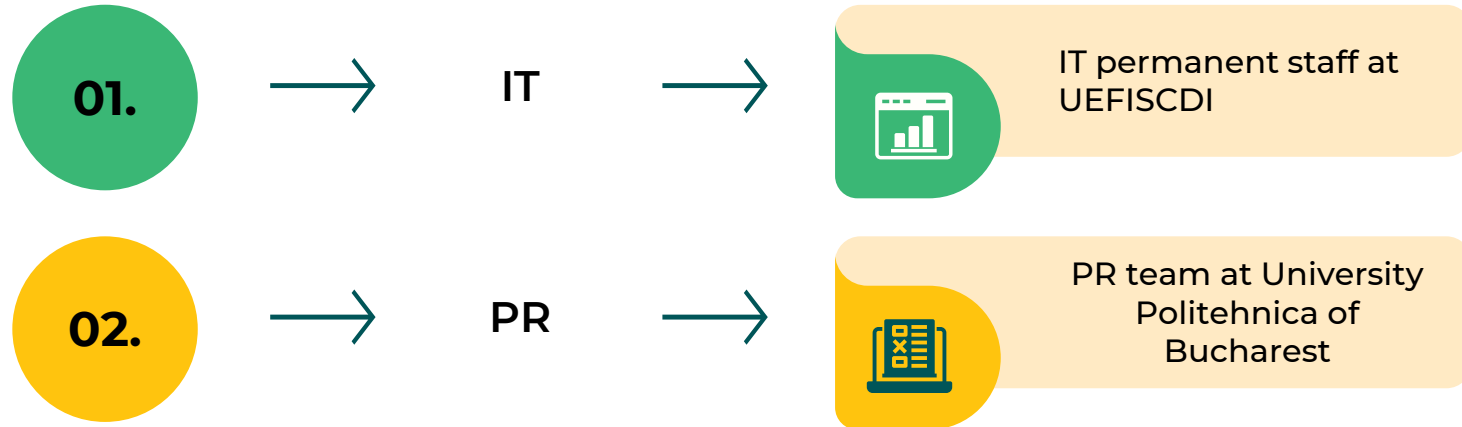 01.
IT
IT permanent staff at
UEFISCDI
02.
PR
PR team at University
Politehnica of
Bucharest